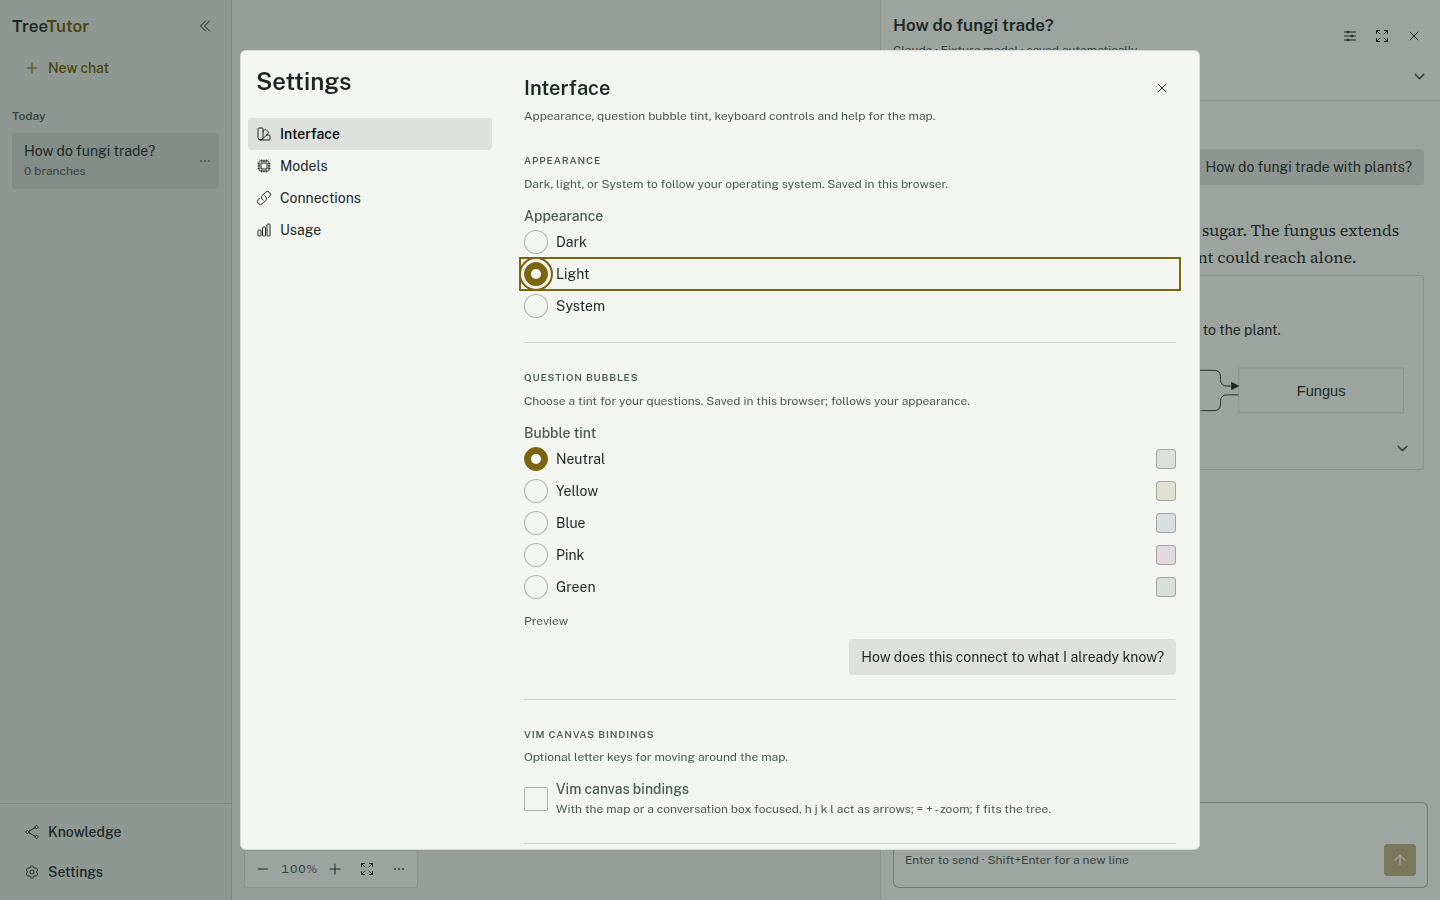 TreeTutor
New chat
Today
How do fungi trade?
0 branches
Knowledge
Settings
Settings
Interface
Models
Connections
Usage
Interface
Appearance, question bubble tint, keyboard controls and help for the map.
APPEARANCE
Dark, light, or System to follow your operating system. Saved in this browser.
Appearance
Dark
Light
System
QUESTION BUBBLES
Choose a tint for your questions. Saved in this browser; follows your appearance.
Bubble tint
Neutral
Yellow
Blue
Pink
Green
Preview
How does this connect to what I already know?
VIM CANVAS BINDINGS
Optional letter keys for moving around the map.
Vim canvas bindings
With the map or a conversation box focused, h j k l act as arrows; = + - zoom; f fits the tree.
100%
How do fungi trade?
Claude · Fixture model · saved automatically
How do fungi trade with plants?
sugar. The fungus extends
nt could reach alone.
to the plant.
Fungus
Enter to send · Shift+Enter for a new line